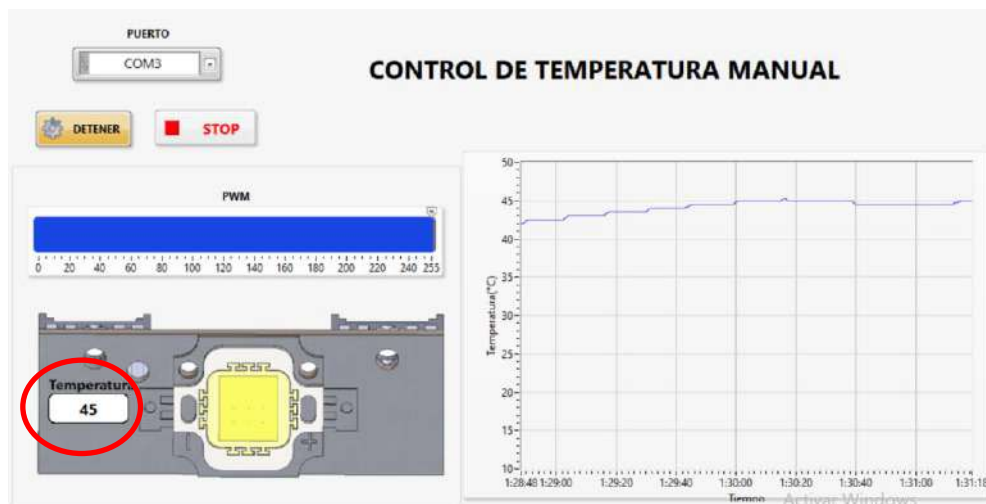 PUERTO
COM3
CONTROL DE TEMPERATURA MANUAL
DETENER
STOP
PWM
0 20 40 60 80 100 120 140 160 180 200 220 240 255
Temperatura
45
Temperatura(°C)
50
45
40
35
30
25
20
15
10
1:28:48 1:29:00 1:29:20 1:29:40 1:30:00 1:30:20 1:30:40 1:31:00 1:31:18
Tiempo
Activar Windows